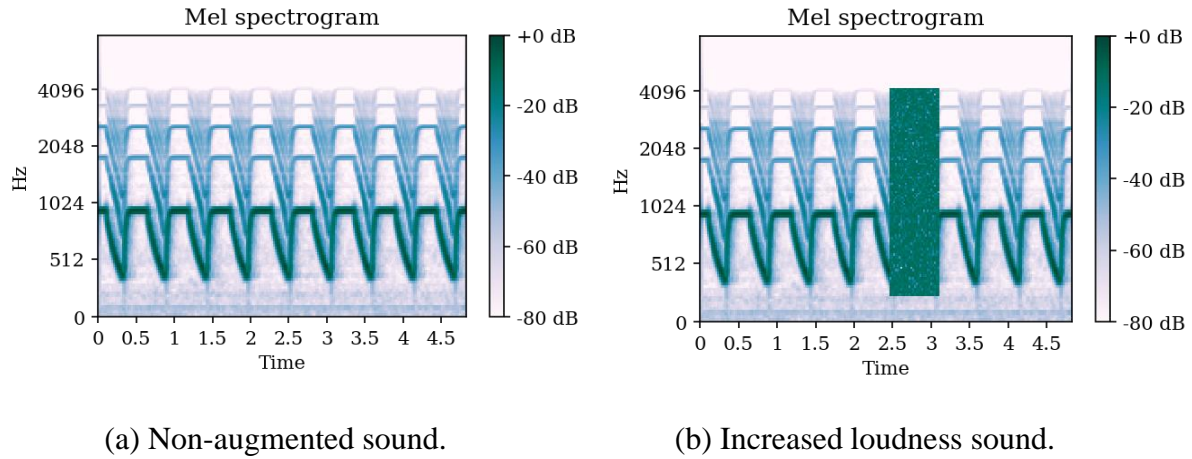 Mel spectrogram
+0 dB
4096
-20 dB
2048
Hz
-40 dB
1024
-60 dB
512
0
-80 dB
0 0.5 1 1.5 2 2.5 3 3.5 4 4.5
Time
(a) Non-augmented sound.
Mel spectrogram
+0 dB
4096
-20 dB
2048
Hz
-40 dB
1024
-60 dB
512
0
-80 dB
0 0.5 1 1.5 2 2.5 3 3.5 4 4.5
Time
(b) Increased loudness sound.